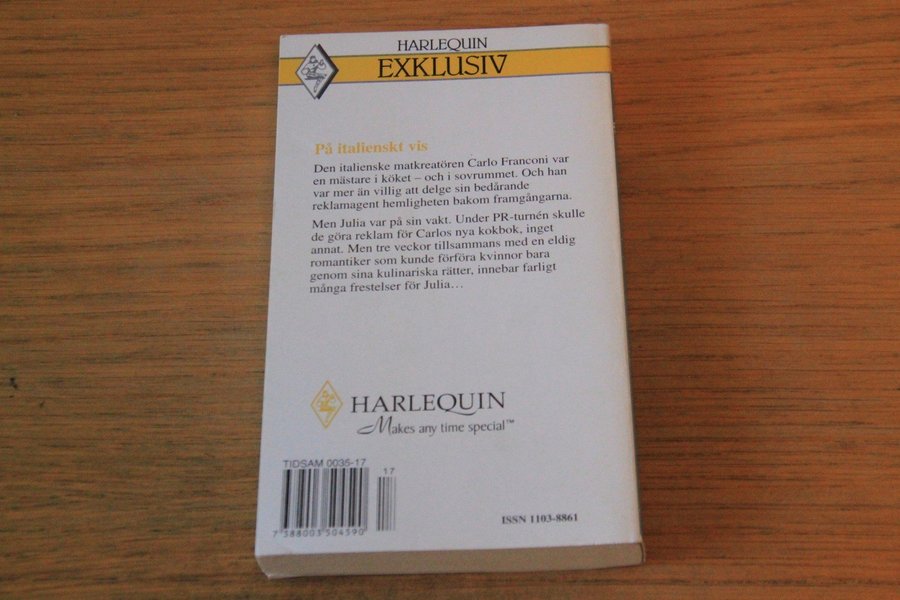 HARLEQUIN
EXKLUSIV
På italienskt vis
Den italienske matkreatören Carlo Franconi var
en mästare i köket – och i sovrummet. Och han
var mer än villig att delge sin bedårande
reklamagent hemligheten bakom framgångarna.
Men Julia var på sin vakt. Under PR-turnén skulle
de göra reklam för Carlos nya kokbok, inget
annat. Men tre veckor tillsammans med en eldig
romantiker som kunde förföra kvinnor bara
genom sina kulinariska rätter, innebar farligt
många frestelser för Julia…
HARLEQUIN
Makes any time special™
TIDSAM 0035-17
17
7 388003 504590
ISSN 1103-8861